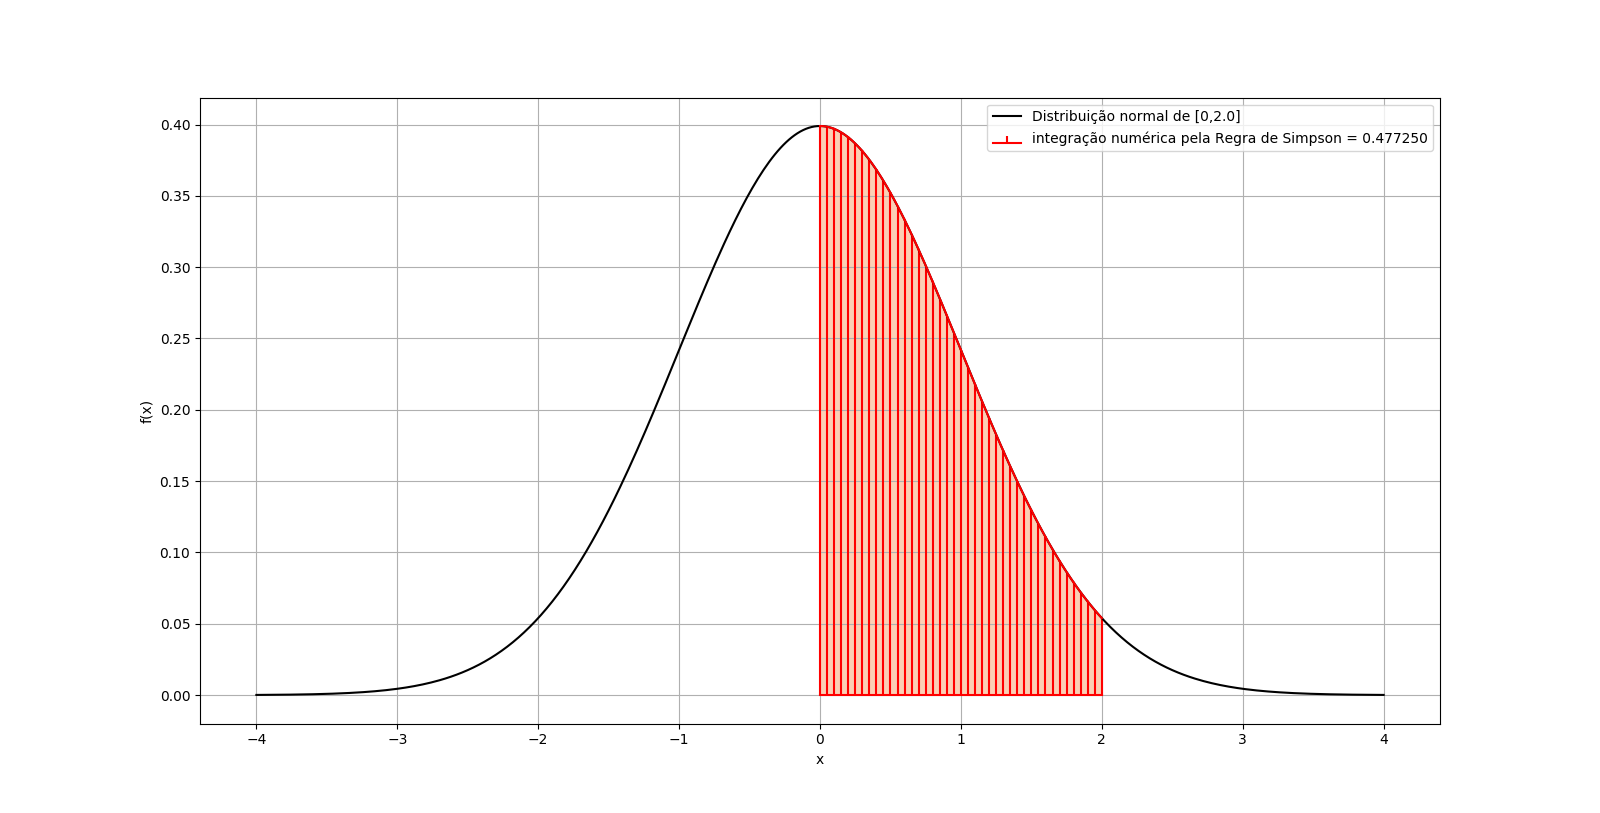 Distribuição normal de [0,2.0]
integração numérica pela Regra de Simpson = 0.477250
0.40
0.35
0.30
0.25
f(x)
0.20
0.15
0.10
0.05
0.00
−4 −3 −2 −1 0 1 2 3 4
x